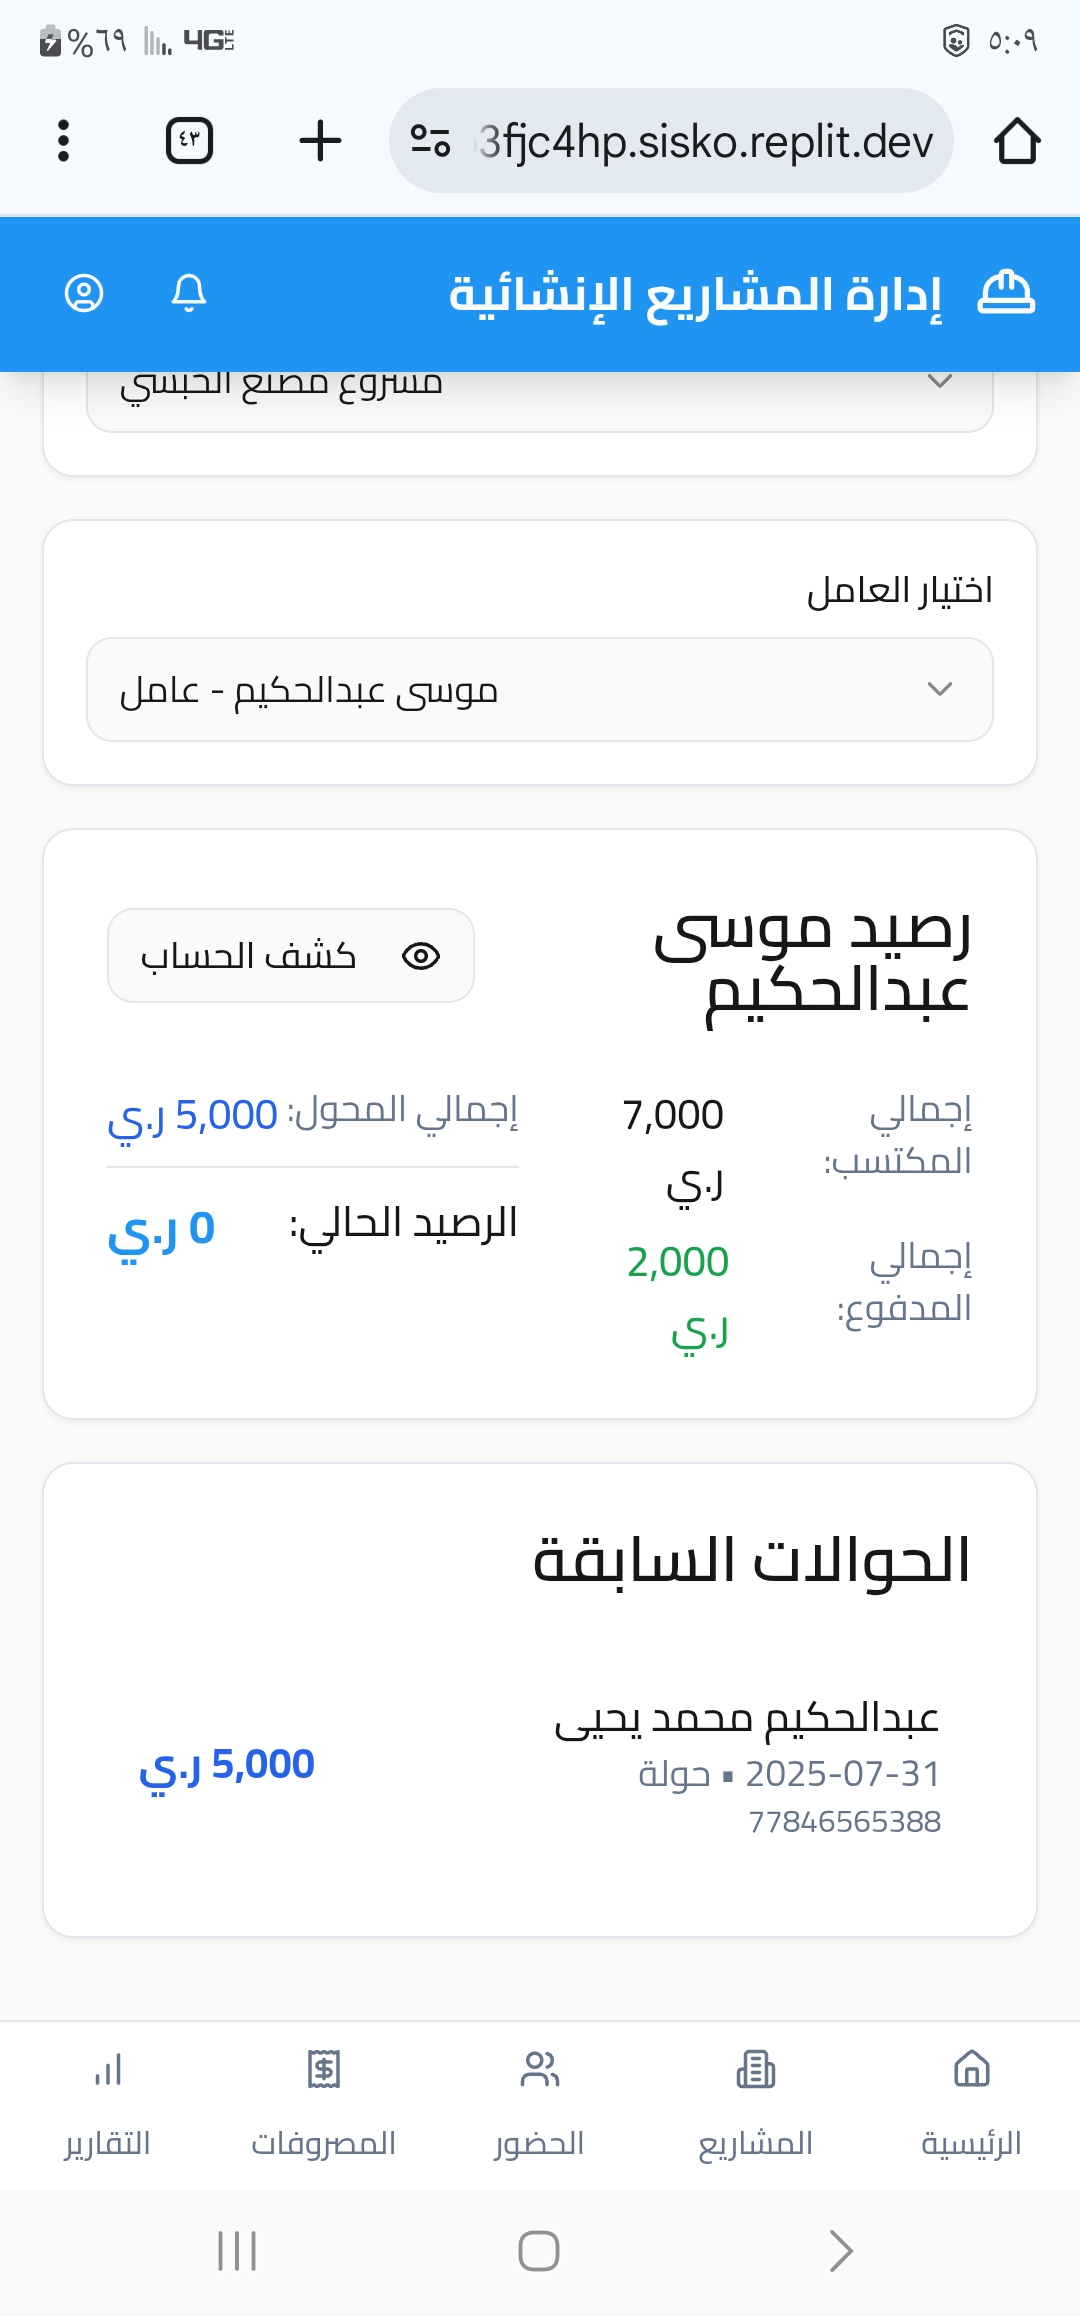 ٥:٠٩
4G LTE
%٦٩
3fjc4hp.sisko.replit.dev
٤٣
إدارة المشاريع الإنشائية
مشروع مصنع الحبشي
اختيار العامل
موسى عبدالحكيم - عامل
رصيد موسى
عبدالحكيم
كشف الحساب
إجمالي
المكتسب:
7,000
ر.ي
إجمالي
المدفوع:
2,000
ر.ي
إجمالي المحول: 5,000 ر.ي
الرصيد الحالي: 0 ر.ي
الحوالات السابقة
عبدالحكيم محمد يحيى
2025-07-31 ▪ حولة
77846565388
5,000 ر.ي
الرئيسية
المشاريع
الحضور
المصروفات
التقارير